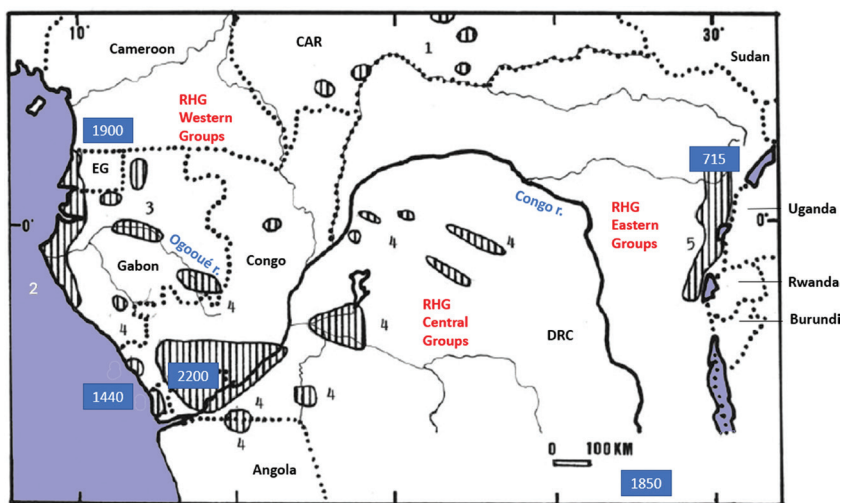 10°
30°
Cameroon
CAR
1
Sudan
RHG
Western
Groups
1900
715
EG
3
Congo r.
RHG
Eastern
Groups
0°
0°
Uganda
Ogooué r.
4
4
5
Gabon
Congo
2
Rwanda
4
4
RHG
Central
Groups
4
DRC
Burundi
2200
1440
4
4
4
0 100 KM
Angola
1850